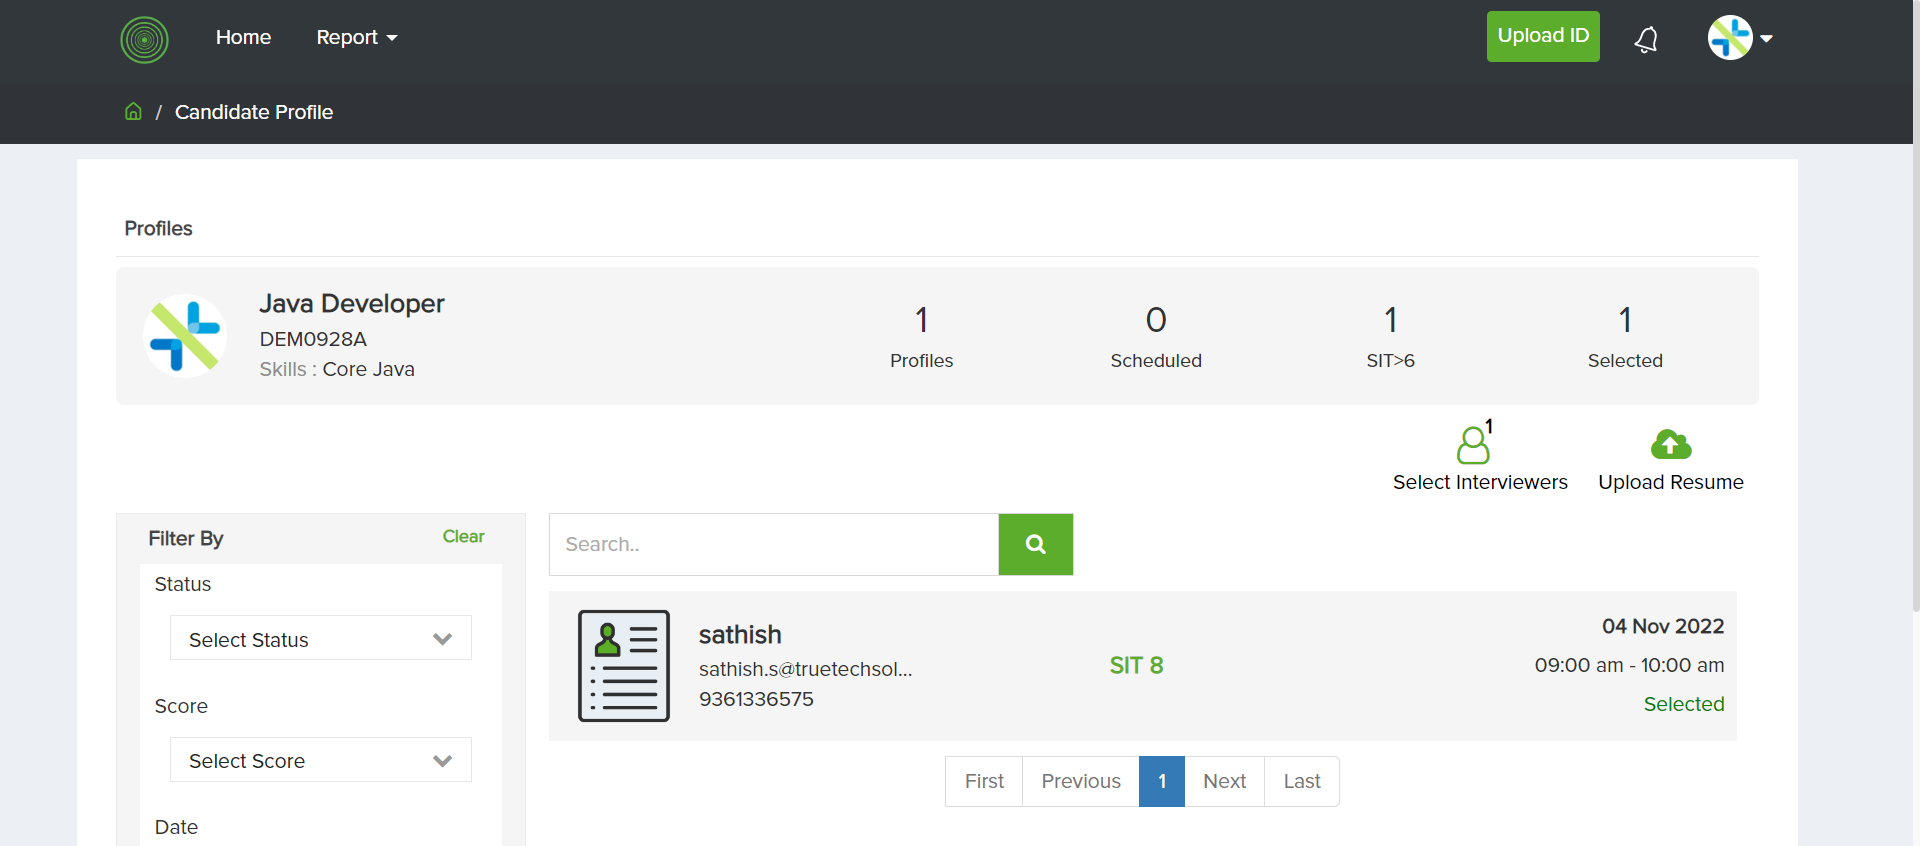 Home
Report
Upload ID
/ Candidate Profile
Profiles
Java Developer
DEM0928A
Skills : Core Java
1
Profiles
0
Scheduled
1
SIT>6
1
Selected
1
Select Interviewers
Upload Resume
Filter By
Clear
Status
Select Status
Score
Select Score
Date
Search..
sathish
sathish.s@truetechsol...
9361336575
SIT 8
04 Nov 2022
09:00 am - 10:00 am
Selected
First Previous 1 Next Last